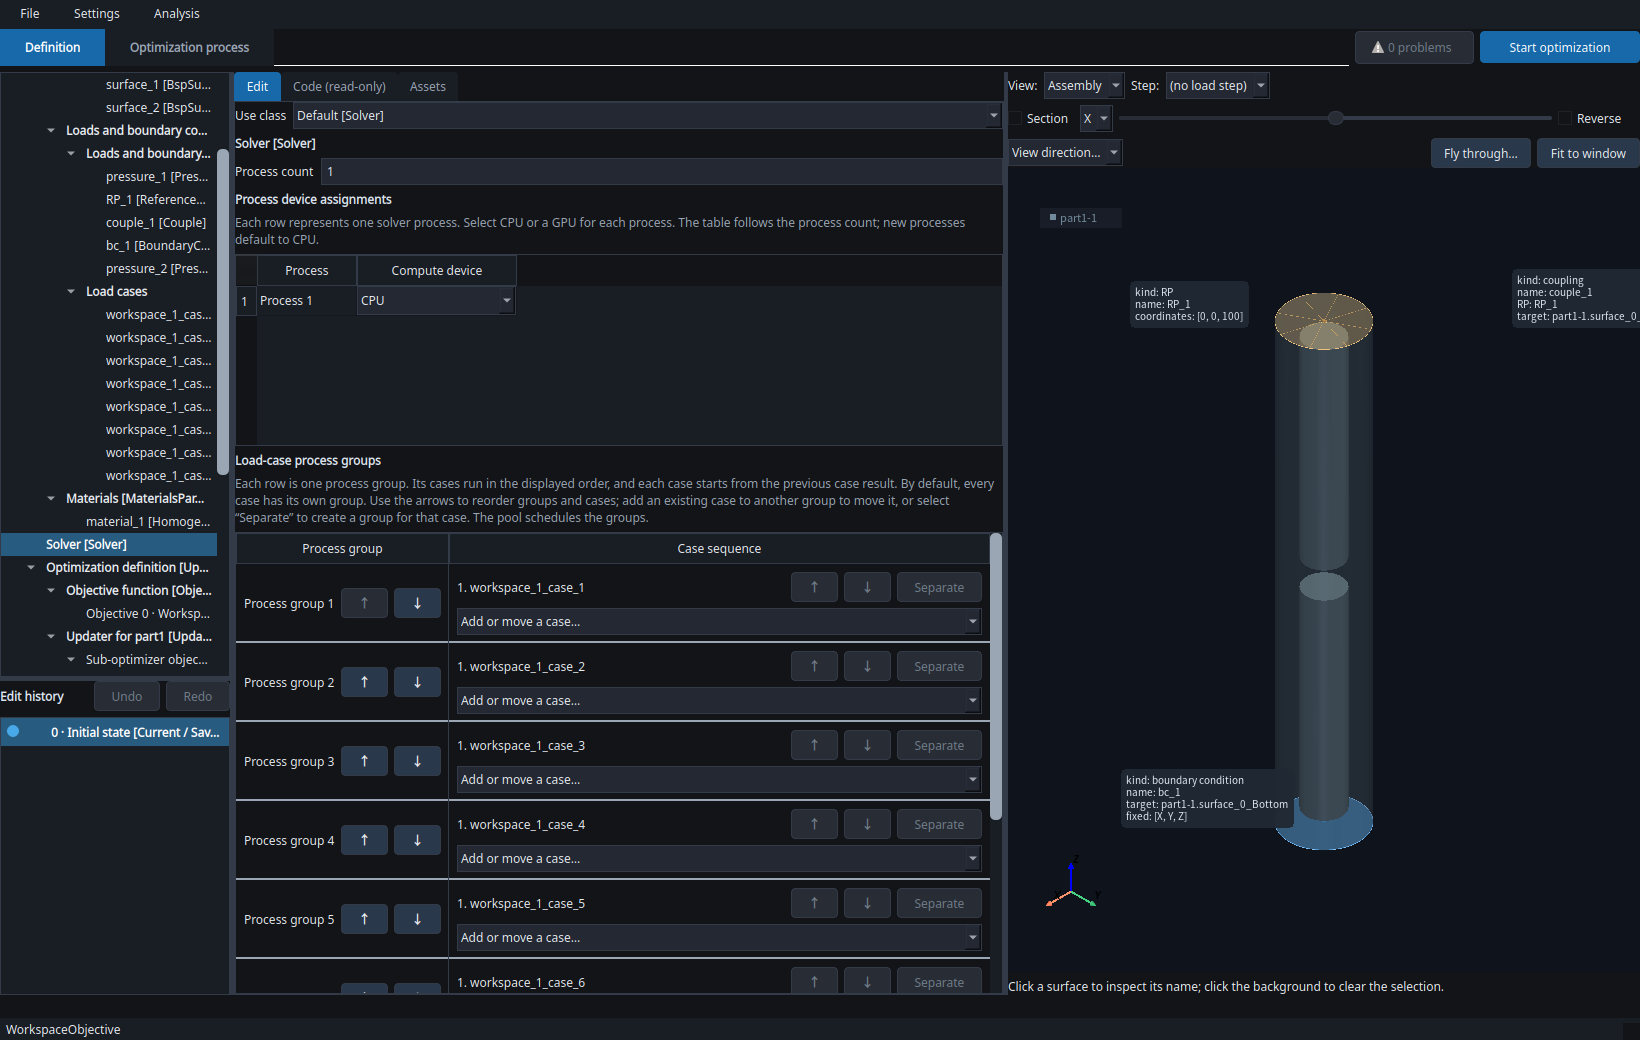 File Settings Analysis
Definition Optimization process 0 problems Start optimization
surface_1 [BspSu...
surface_2 [BspSu...
Loads and boundary co...
Loads and boundary...
pressure_1 [Pres...
RP_1 [Reference...
couple_1 [Couple]
bc_1 [BoundaryC...
pressure_2 [Pres...
Load cases
workspace_1_cas...
workspace_1_cas...
workspace_1_cas...
workspace_1_cas...
workspace_1_cas...
workspace_1_cas...
workspace_1_cas...
workspace_1_cas...
Materials [MaterialsPar...
material_1 [Homoge...
Solver [Solver]
Optimization definition [Up...
Objective function [Obje...
Objective 0 · Worksp...
Updater for part1 [Upda...
Sub-optimizer objec...
Edit history Undo Redo
0 · Initial state [Current / Sav...
Edit Code (read-only) Assets
Use class Default [Solver]
Solver [Solver]
Process count 1
Process device assignments
Each row represents one solver process. Select CPU or a GPU for each process. The table follows the process count; new processes
default to CPU.
Process Compute device
1 Process 1 CPU
Load-case process groups
Each row is one process group. Its cases run in the displayed order, and each case starts from the previous case result. By default, every
case has its own group. Use the arrows to reorder groups and cases; add an existing case to another group to move it, or select
“Separate” to create a group for that case. The pool schedules the groups.
Process group Case sequence
Process group 1 ↑ ↓ 1. workspace_1_case_1 ↑ ↓ Separate
Add or move a case...
Process group 2 ↑ ↓ 1. workspace_1_case_2 ↑ ↓ Separate
Add or move a case...
Process group 3 ↑ ↓ 1. workspace_1_case_3 ↑ ↓ Separate
Add or move a case...
Process group 4 ↑ ↓ 1. workspace_1_case_4 ↑ ↓ Separate
Add or move a case...
Process group 5 ↑ ↓ 1. workspace_1_case_5 ↑ ↓ Separate
Add or move a case...
1. workspace_1_case_6 ↑ ↓ Separate
View: Assembly Step: (no load step)
Section X Reverse
View direction... Fly through... Fit to window
part1-1
kind: RP
name: RP_1
coordinates: [0, 0, 100]
kind: coupling
name: couple_1
RP: RP_1
target: part1-1.surface_0_
kind: boundary condition
name: bc_1
target: part1-1.surface_0_Bottom
fixed: [X, Y, Z]
Z
Y
Click a surface to inspect its name; click the background to clear the selection.
WorkspaceObjective